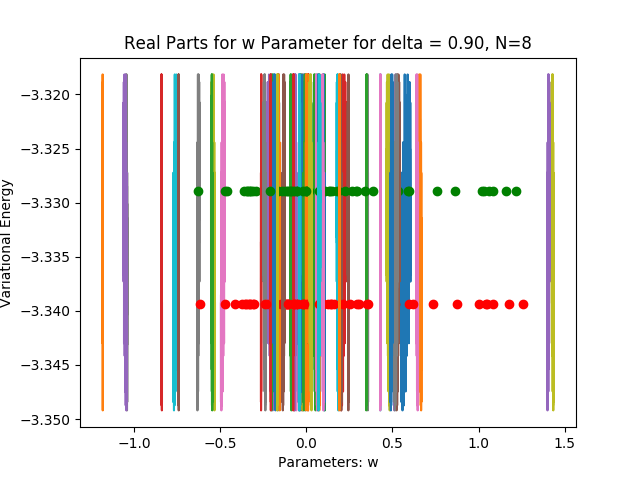 Real Parts for w Parameter for delta = 0.90, N=8
Variational Energy
−3.320
−3.325
−3.330
−3.335
−3.340
−3.345
−3.350
−1.0 −0.5 0.0 0.5 1.0 1.5
Parameters: w